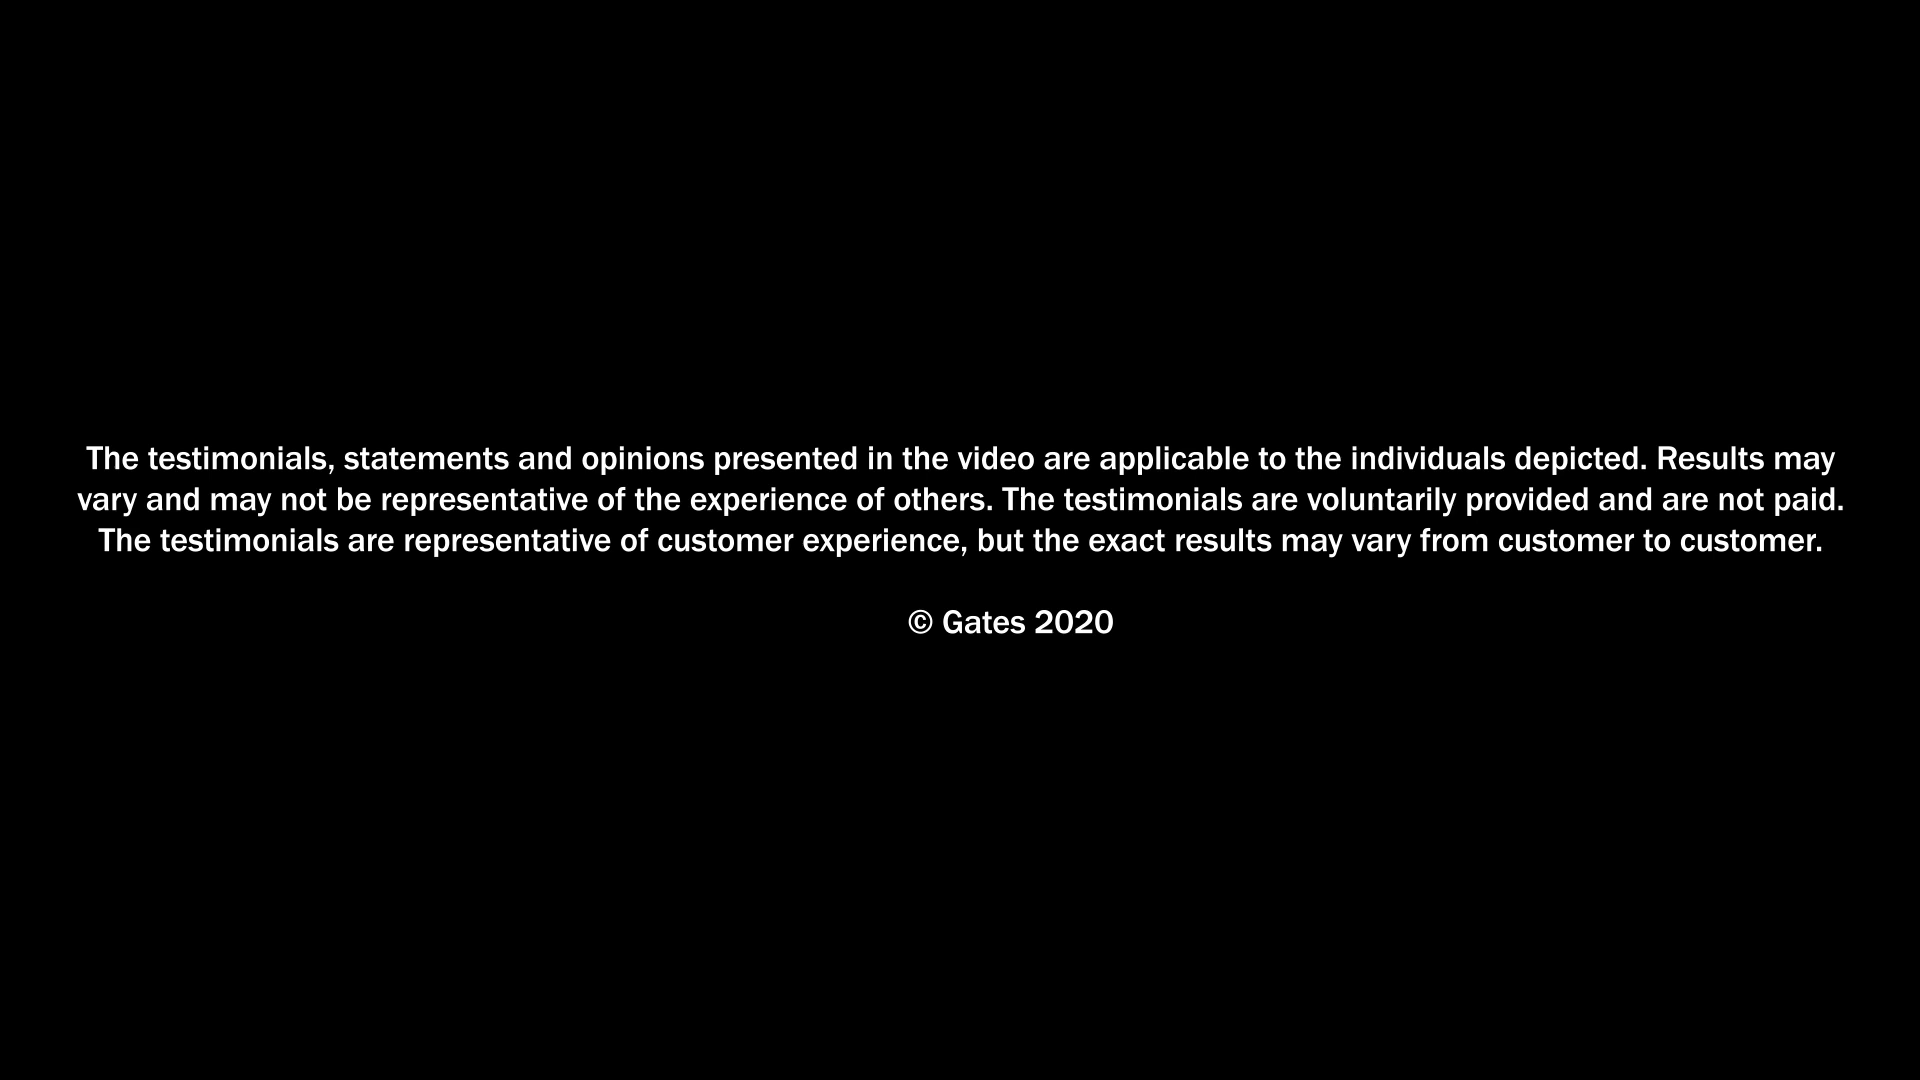 The testimonials, statements and opinions presented in the video are applicable to the individuals depicted. Results may
vary and may not be representative of the experience of others. The testimonials are voluntarily provided and are not paid.
The testimonials are representative of customer experience, but the exact results may vary from customer to customer.
© Gates 2020